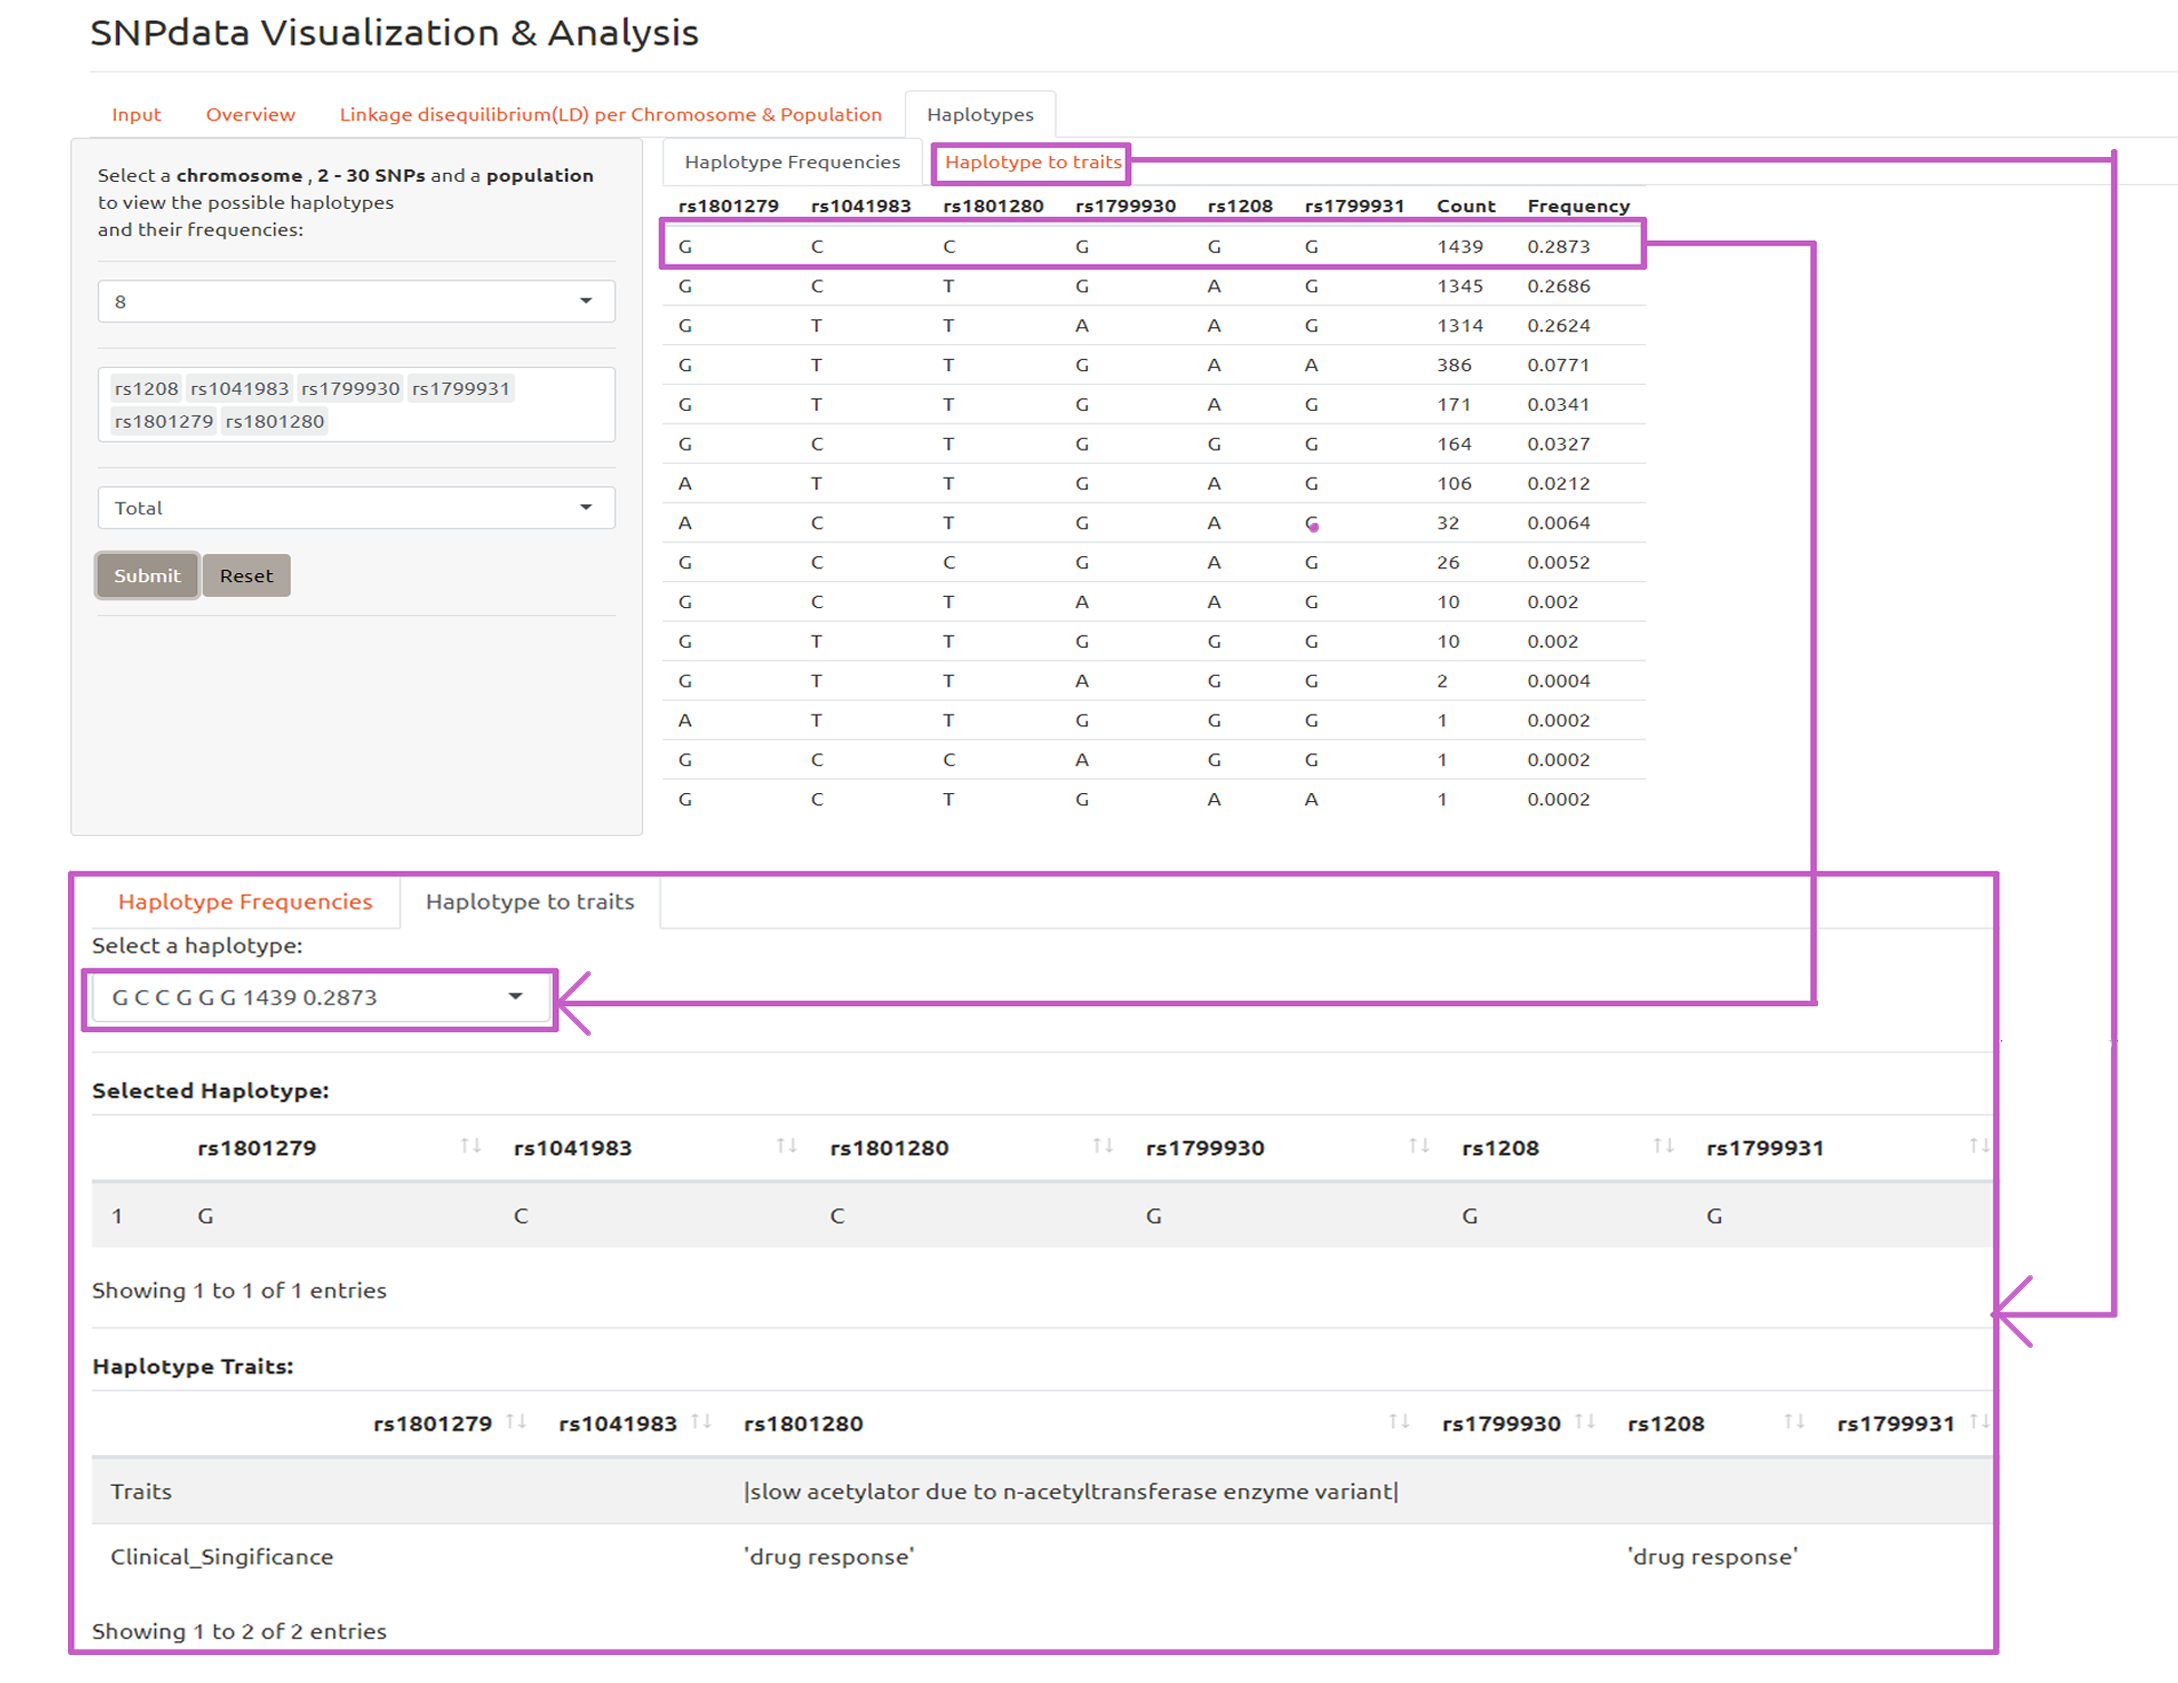 SNPdata Visualization & Analysis
Input Overview Linkage disequilibrium(LD) per Chromosome & Population Haplotypes
Select a chromosome , 2 - 30 SNPs and a population
to view the possible haplotypes
and their frequencies:
8
rs1208 rs1041983 rs1799930 rs1799931
rs1801279 rs1801280
Total
Submit Reset
Haplotype Frequencies Haplotype to traits
rs1801279 rs1041983 rs1801280 rs1799930 rs1208 rs1799931 Count Frequency
G C C G G G 1439 0.2873
G C T G A G 1345 0.2686
G T T A A G 1314 0.2624
G T T G A A 386 0.0771
G T T G A G 171 0.0341
G C T G G G 164 0.0327
A T T G A G 106 0.0212
A C T G A G 32 0.0064
G C C G A G 26 0.0052
G C T A A G 10 0.002
G T T G G G 10 0.002
G T T A G G 2 0.0004
A T T G G G 1 0.0002
G C C A G G 1 0.0002
G C T G A A 1 0.0002
Haplotype Frequencies Haplotype to traits
Select a haplotype:
G C C G G G 1439 0.2873
Selected Haplotype:
rs1801279 rs1041983 rs1801280 rs1799930 rs1208 rs1799931
1 G C C G G G
Showing 1 to 1 of 1 entries
Haplotype Traits:
rs1801279 rs1041983 rs1801280 rs1799930 rs1208 rs1799931
Traits |slow acetylator due to n-acetyltransferase enzyme variant|
Clinical_Singificance 'drug response' 'drug response'
Showing 1 to 2 of 2 entries